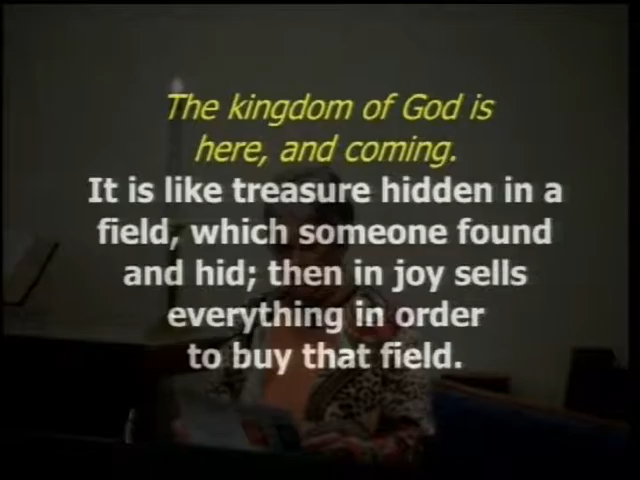 The kingdom of God is
here, and coming.
It is like treasure hidden in a
field, which someone found
and hid; then in joy sells
everything in order
to buy that field.